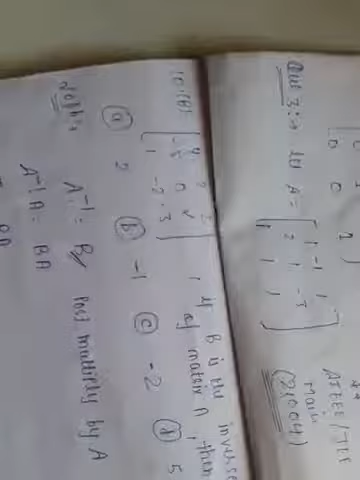 AIEEE/JEE
Main
(2004)
Que 3:→ Let A = [ 1 -1 1
2 1 -3
1 1 1 ]
10.(B) [ 4 2 2
-5 0 α
1 -2 3 ] , if B is the inverse
of matrix A, then
(a) 2 (b) -1 (c) -2 (d) 5
Solⁿ:- A⁻¹ = B, Post multiply by A
A⁻¹A = BA